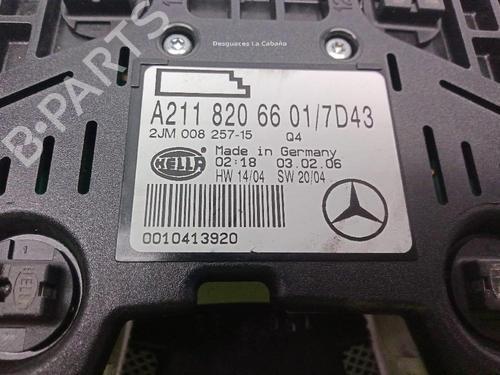 Desguaces La Cabaña
B-PARTS
A211 820 66 01/7D43
2JM 008 257-15 Q4
HELLA
Made in Germany
02:18 03.02.06
HW 14/04 SW 20/04
0010413920
HELLA